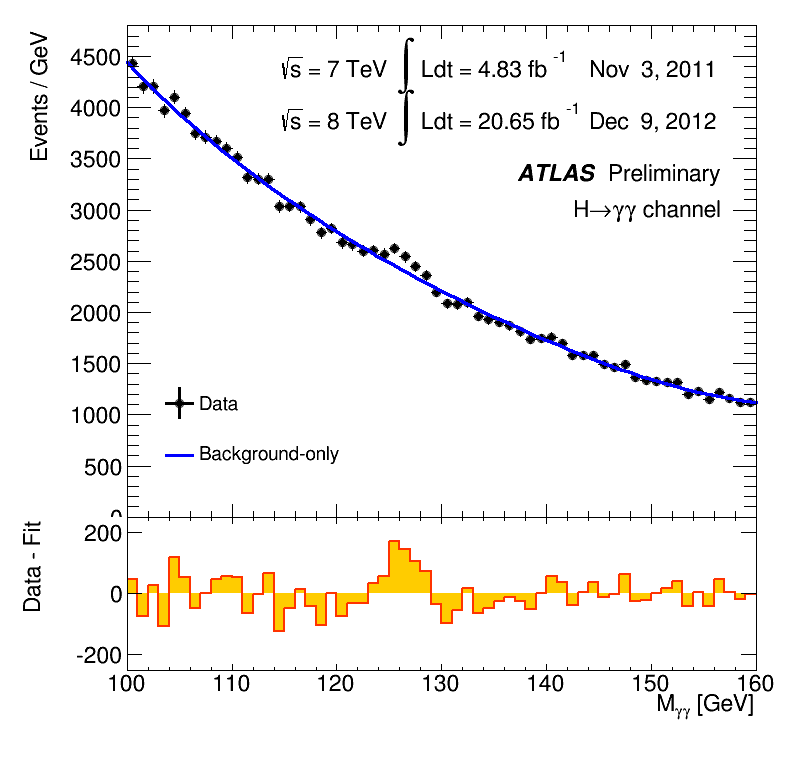 Events / GeV
4500
4000
3500
3000
2500
2000
1500
1000
500
0
√s = 7 TeV ∫ Ldt = 4.83 fb⁻¹ Nov 3, 2011
√s = 8 TeV ∫ Ldt = 20.65 fb⁻¹ Dec 9, 2012
ATLAS Preliminary
H→γγ channel
Data
Background-only
Data - Fit
200
0
-200
100 110 120 130 140 150 160
Mγγ [GeV]